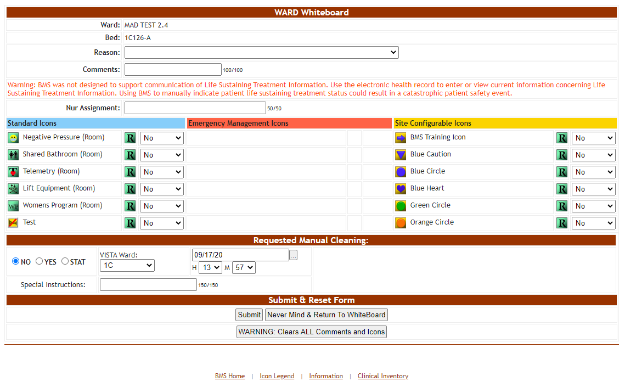 WARD Whiteboard
Ward: MAD TEST 2.4
Bed: 1C126-A
Reason:
Comments: 100/100
Warning: BMS was not designed to support communication of Life Sustaining Treatment Information. Use the electronic health record to enter or view current information concerning Life
Sustaining Treatment Information. Using BMS to manually indicate patient life sustaining treatment status could result in a catastrophic patient safety event.
Nur Assignment: 50/50
Standard Icons Emergency Management Icons Site Configurable Icons
Negative Pressure (Room) R No BMS Training Icon R No
Shared Bathroom (Room) R No Blue Caution R No
Telemetry (Room) R No Blue Circle R No
Lift Equipment (Room) R No Blue Heart R No
Womens Program (Room) R No Green Circle R No
Test R No Orange Circle R No
Requested Manual Cleaning:
NO YES STAT VISTA Ward: 1C 09/17/20 ...
H 13 M 57
Special Instructions: 150/150
Submit & Reset Form
Submit Never Mind & Return To WhiteBoard
WARNING: Clears ALL Comments and Icons
BMS Home | Icon Legend | Information | Clinical Inventory